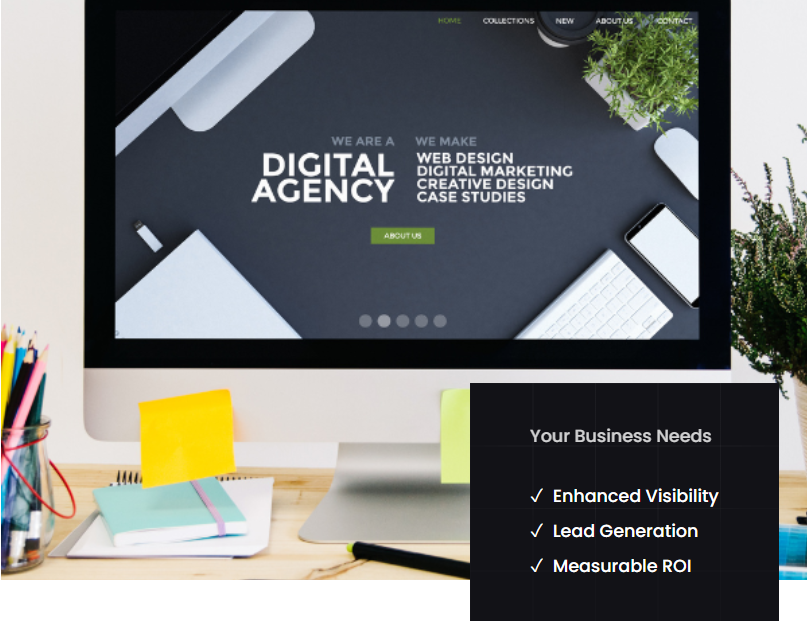 HOME COLLECTIONS NEW ABOUT US CONTACT
WE ARE A
DIGITAL
AGENCY
WE MAKE
WEB DESIGN
DIGITAL MARKETING
CREATIVE DESIGN
CASE STUDIES
ABOUT US
Your Business Needs
✓ Enhanced Visibility
✓ Lead Generation
✓ Measurable ROI